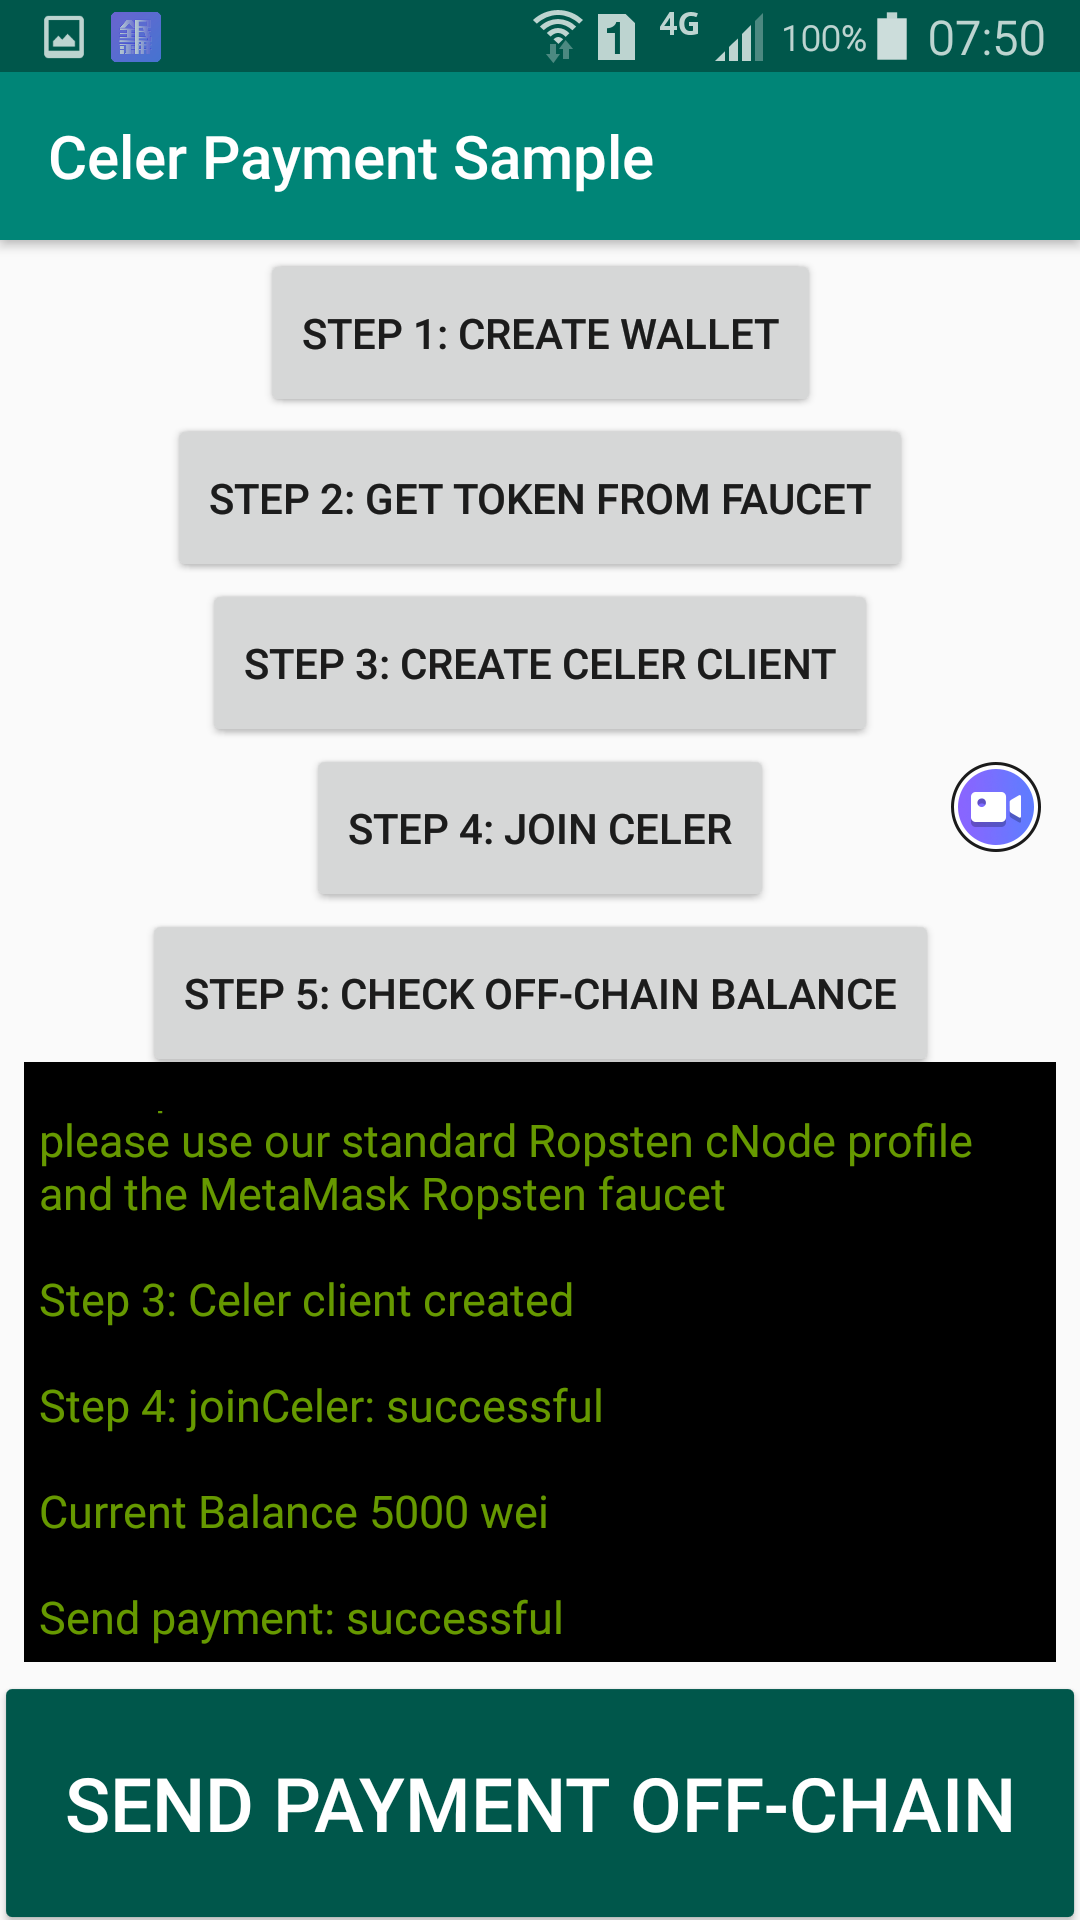 1 4G 100% 07:50
Celer Payment Sample
STEP 1: CREATE WALLET
STEP 2: GET TOKEN FROM FAUCET
STEP 3: CREATE CELER CLIENT
STEP 4: JOIN CELER
STEP 5: CHECK OFF-CHAIN BALANCE
please use our standard Ropsten cNode profile
and the MetaMask Ropsten faucet
Step 3: Celer client created
Step 4: joinCeler: successful
Current Balance 5000 wei
Send payment: successful
SEND PAYMENT OFF-CHAIN